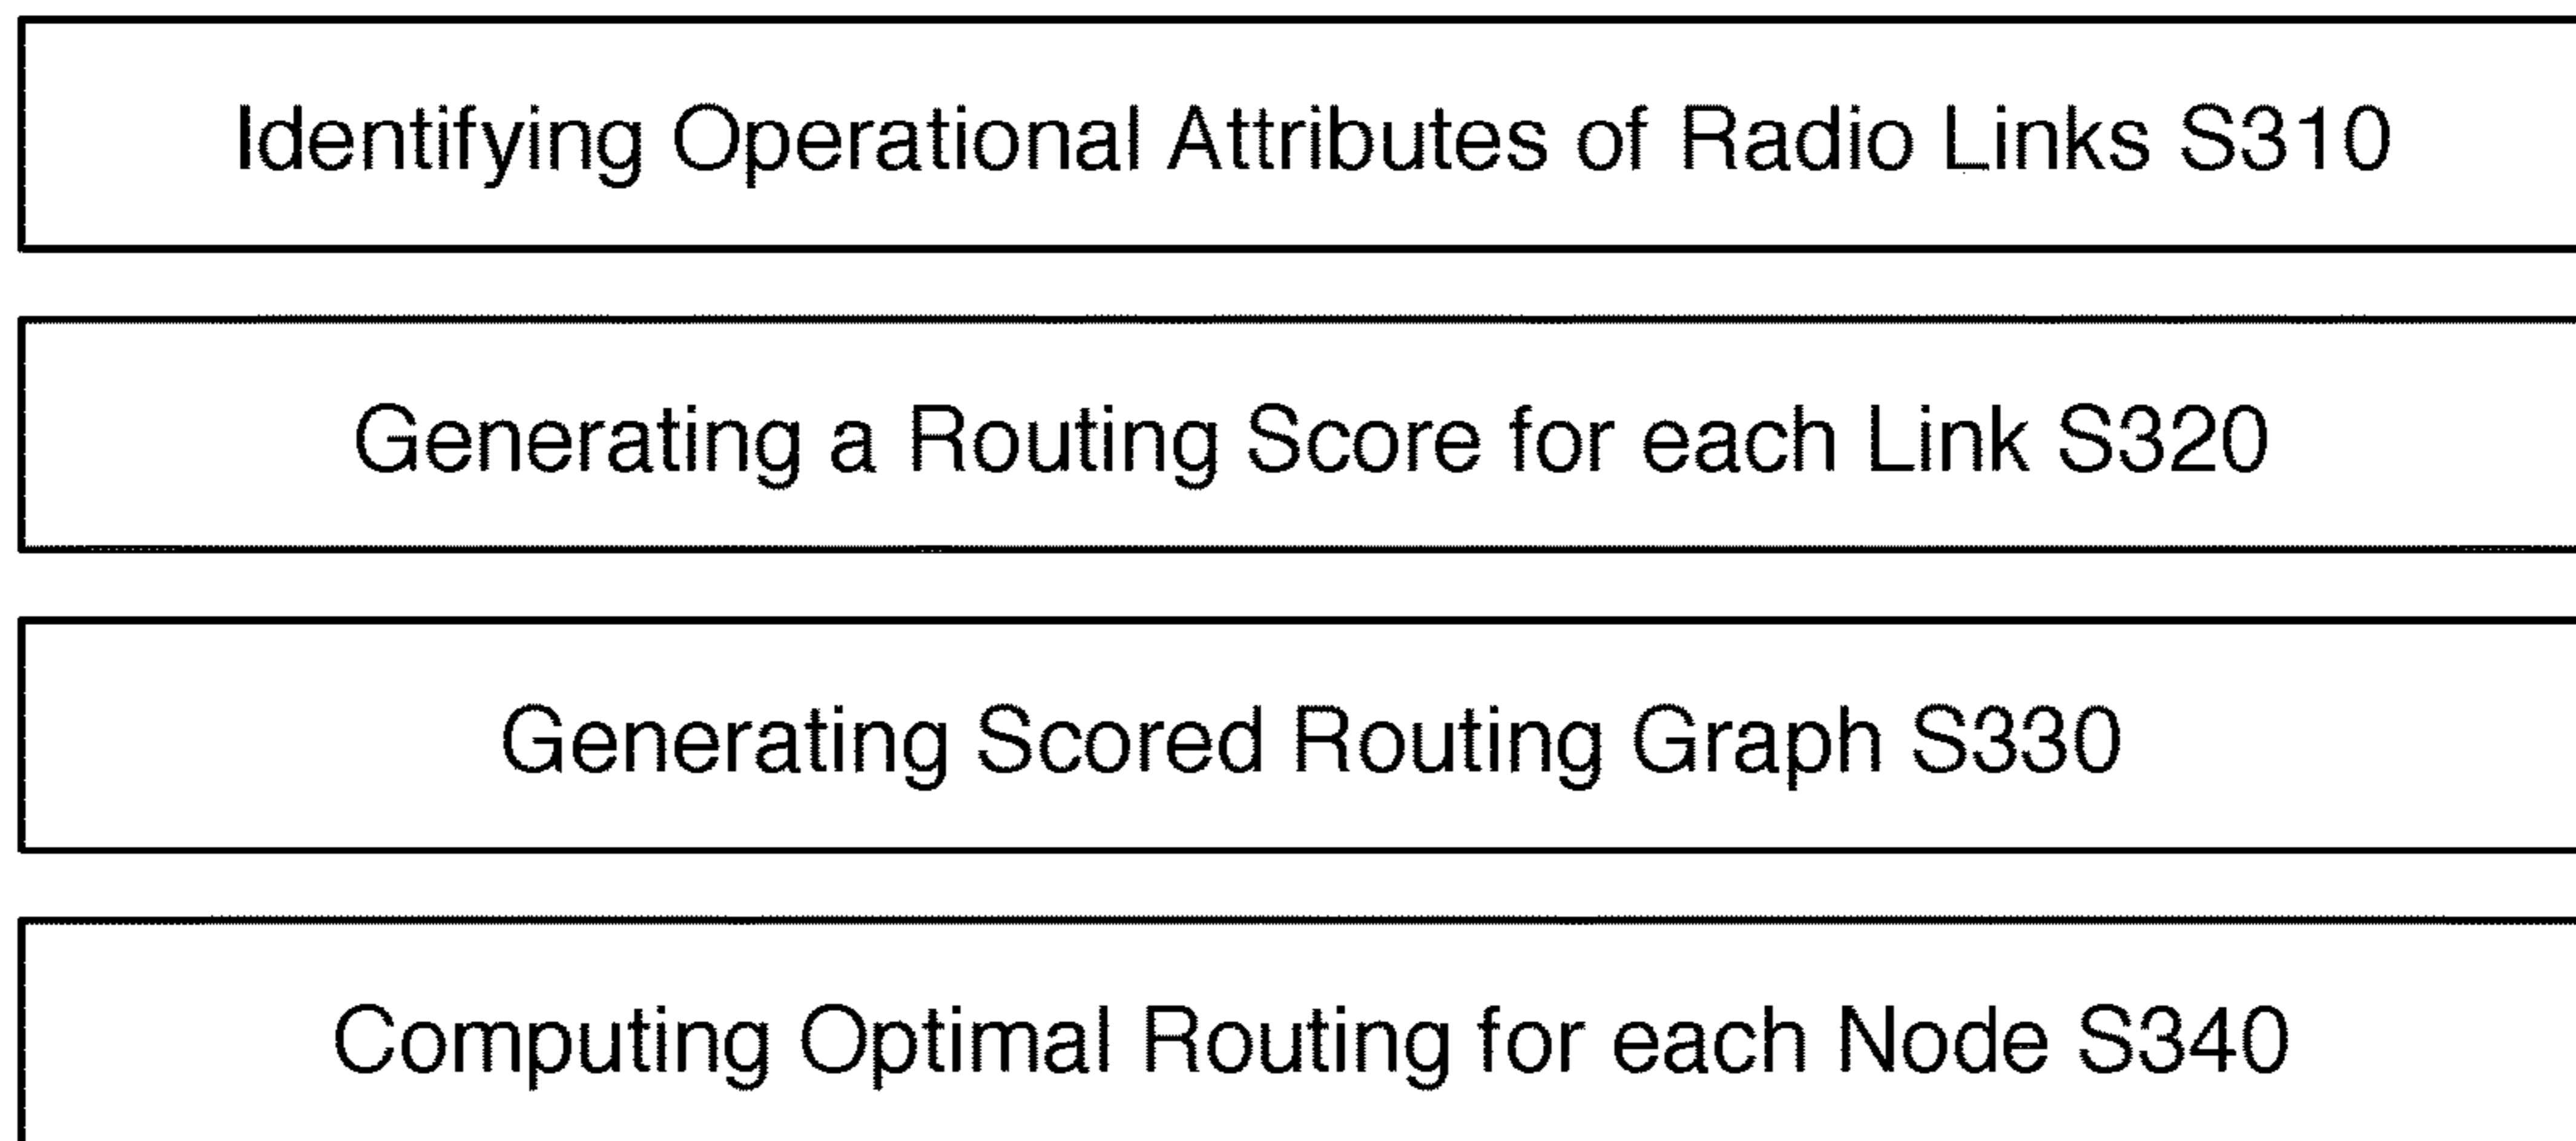 Identifying Operational Attributes of Radio Links S310
Generating a Routing Score for each Link S320
Generating Scored Routing Graph S330
Computing Optimal Routing for each Node S340